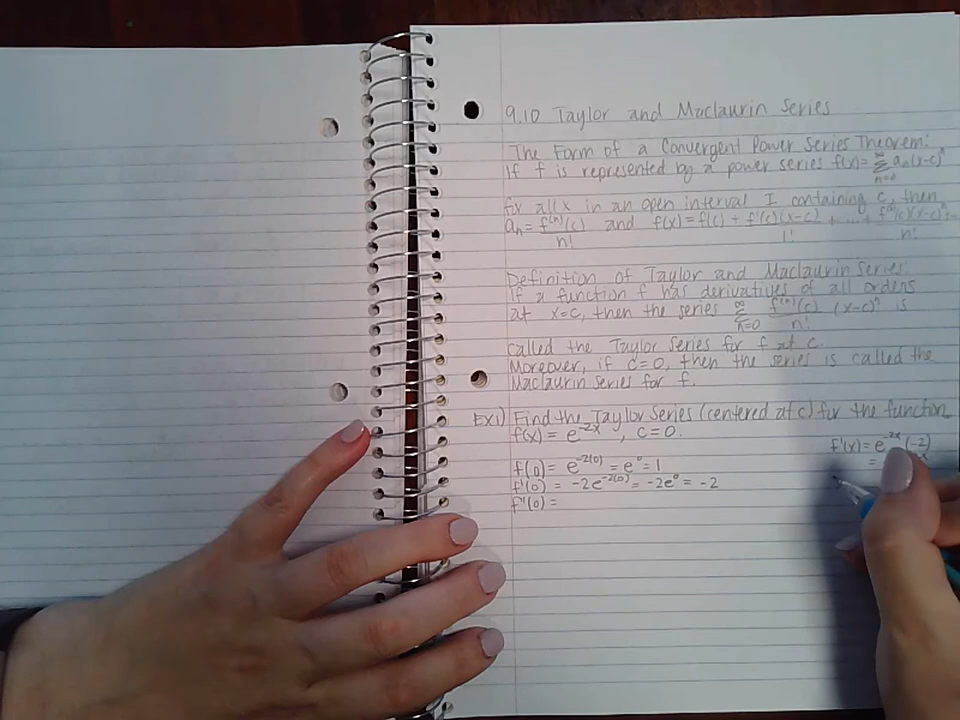 9.10 Taylor and Maclaurin Series
The Form of a Convergent Power Series Theorem:
If f is represented by a power series f(x)= ∞Σn=0 aₙ(x-c)ⁿ
for all x in an open interval I containing c, then
aₙ = f⁽ⁿ⁾(c)/n! and f(x)=f(c) + f'(c)(x-c)/1! + ... + f⁽ⁿ⁾(c)(x-c)ⁿ/n!
Definition of Taylor and Maclaurin Series:
If a function f has derivatives of all orders
at x=c, then the series ∞Σn=0 f⁽ⁿ⁾(c)/n! (x-c)ⁿ is
called the Taylor Series for f at c.
Moreover, if c=0, then the series is called the
Maclaurin series for f.
EX1) Find the Taylor Series (centered at c) for the function
f(x) = e⁻²ˣ , c=0.
f'(x) = e⁻²ˣ (-2)
=
f(0) = e⁻²⁽⁰⁾ = e⁰ = 1
f'(0) = -2e⁻²⁽⁰⁾ = -2e⁰ = -2
f''(0) =